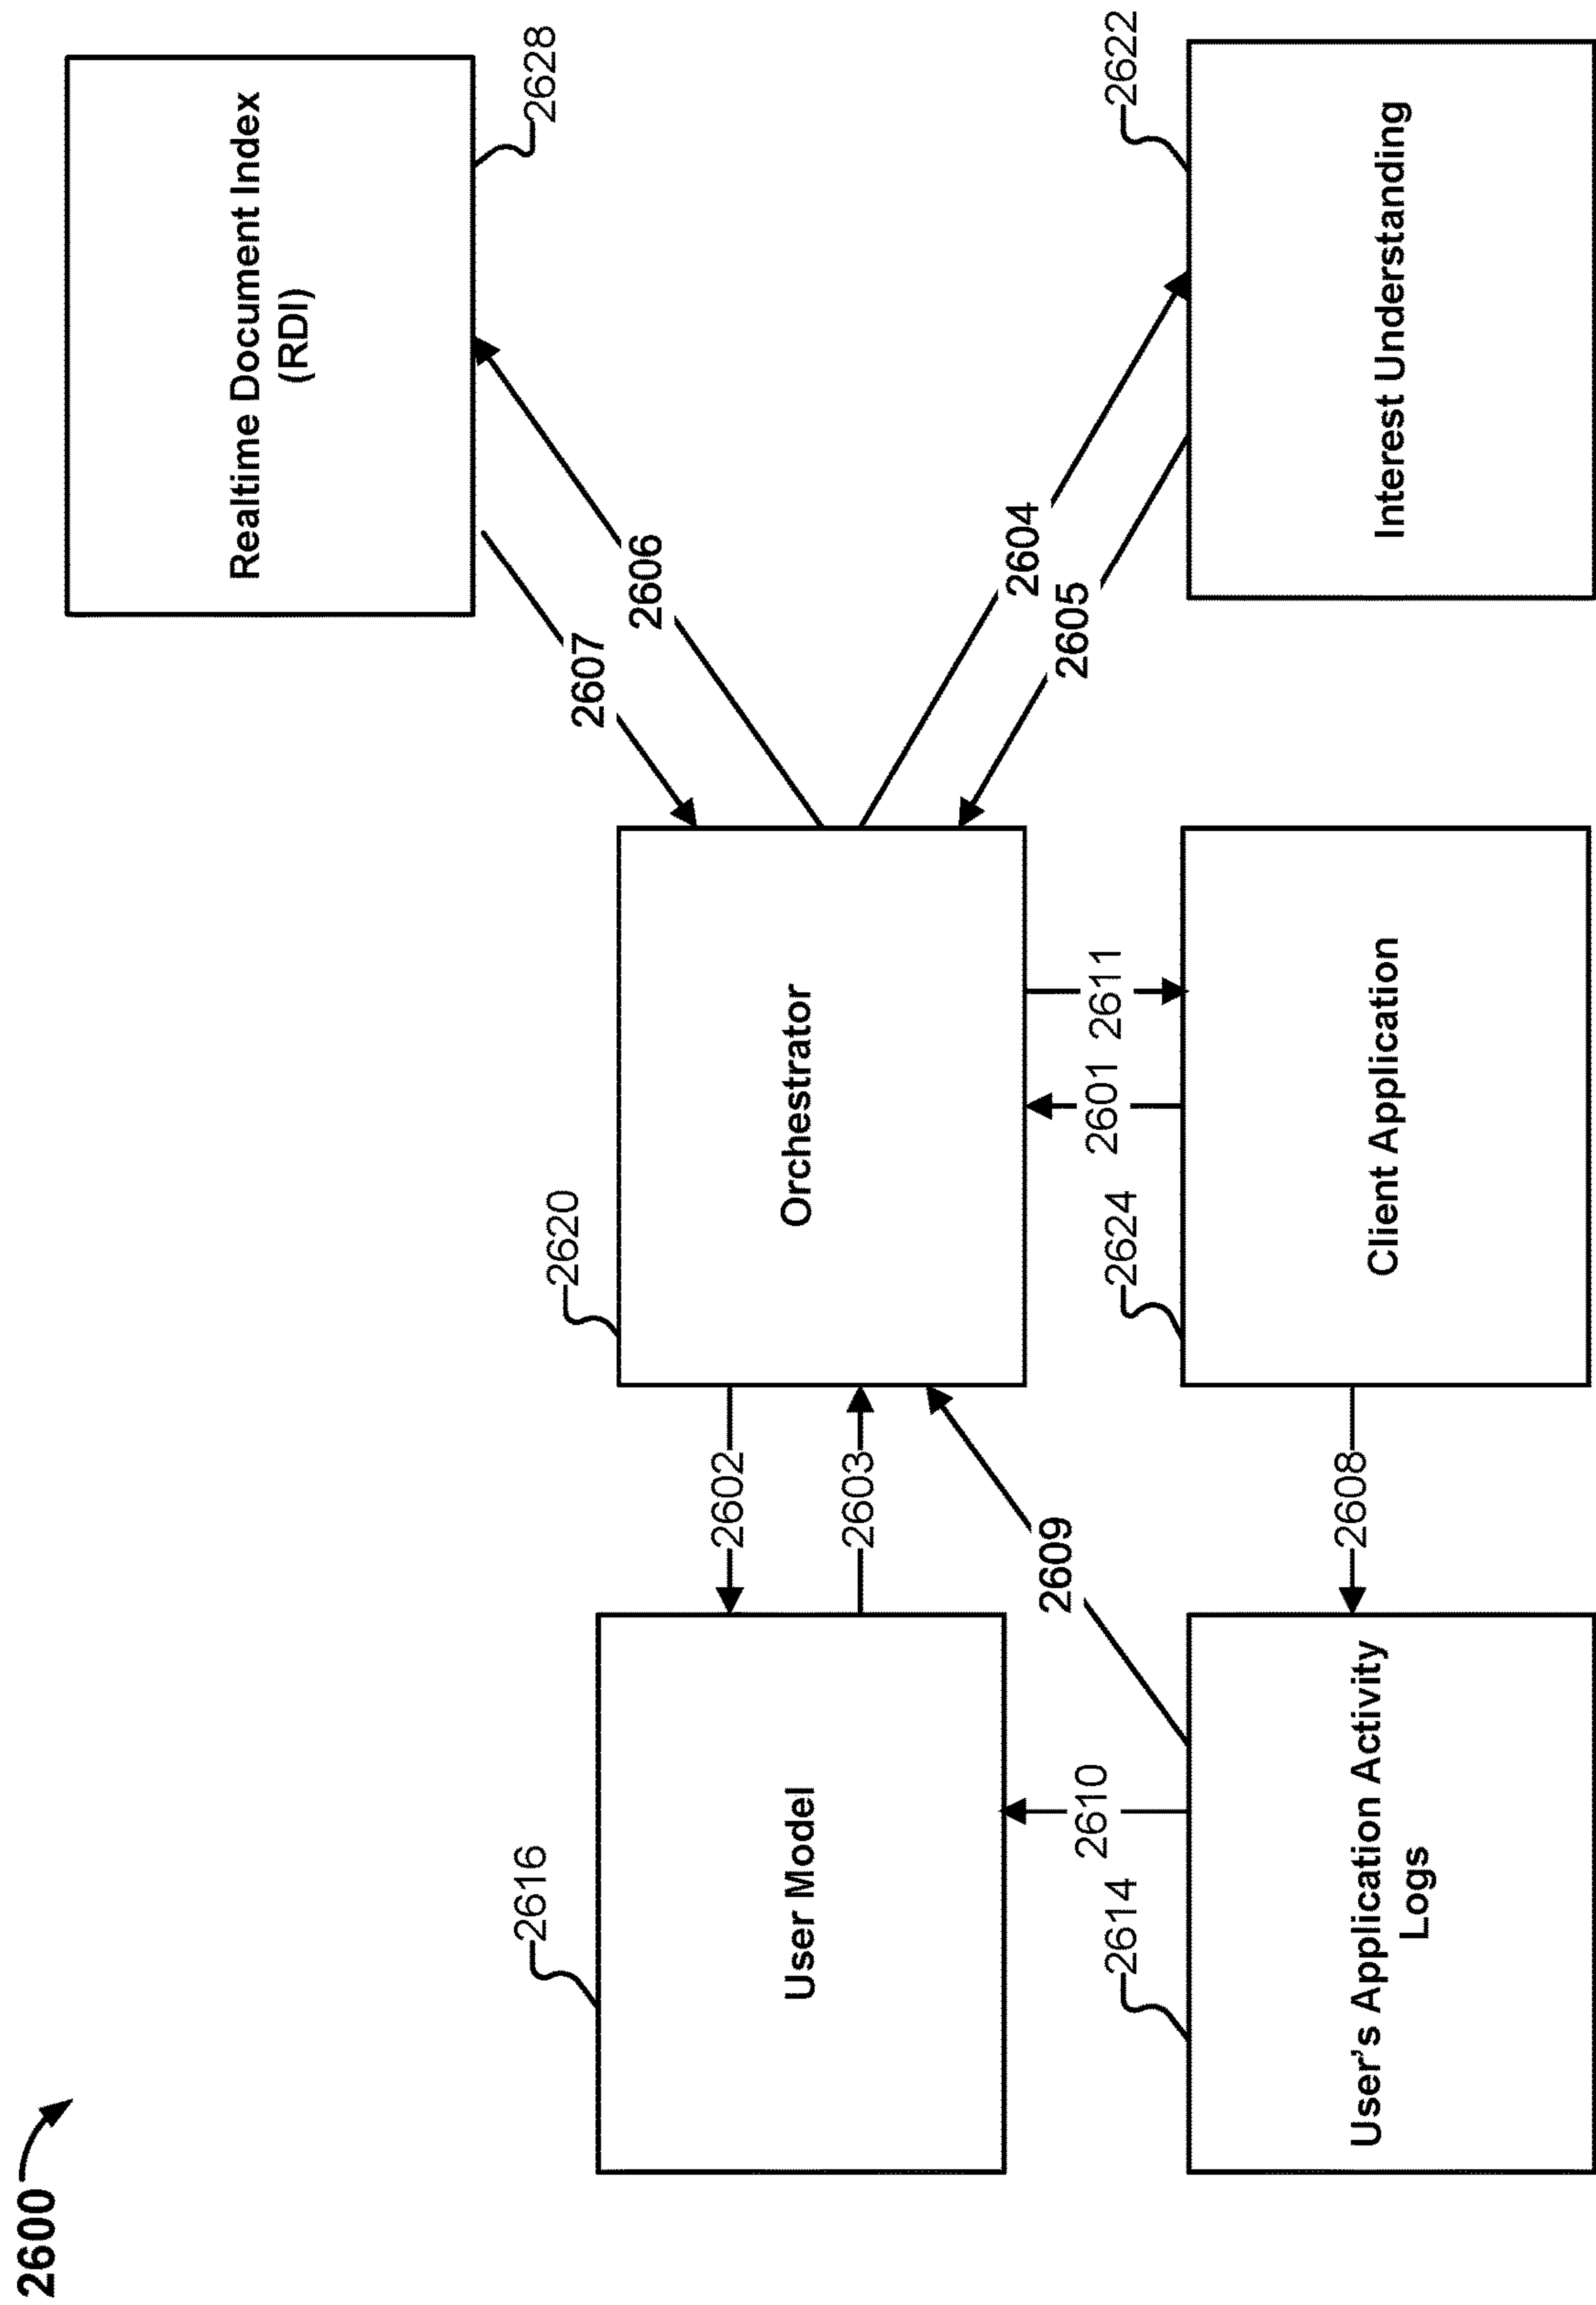 2600
Realtime Document Index
(RDI)
2628
2620
2607
2606
2616
User Model
2602
2603
Orchestrator
2604
2605
2609
2610
2601
2611
2614
2624
2622
User's Application Activity
Logs
2608
Client Application
Interest Understanding